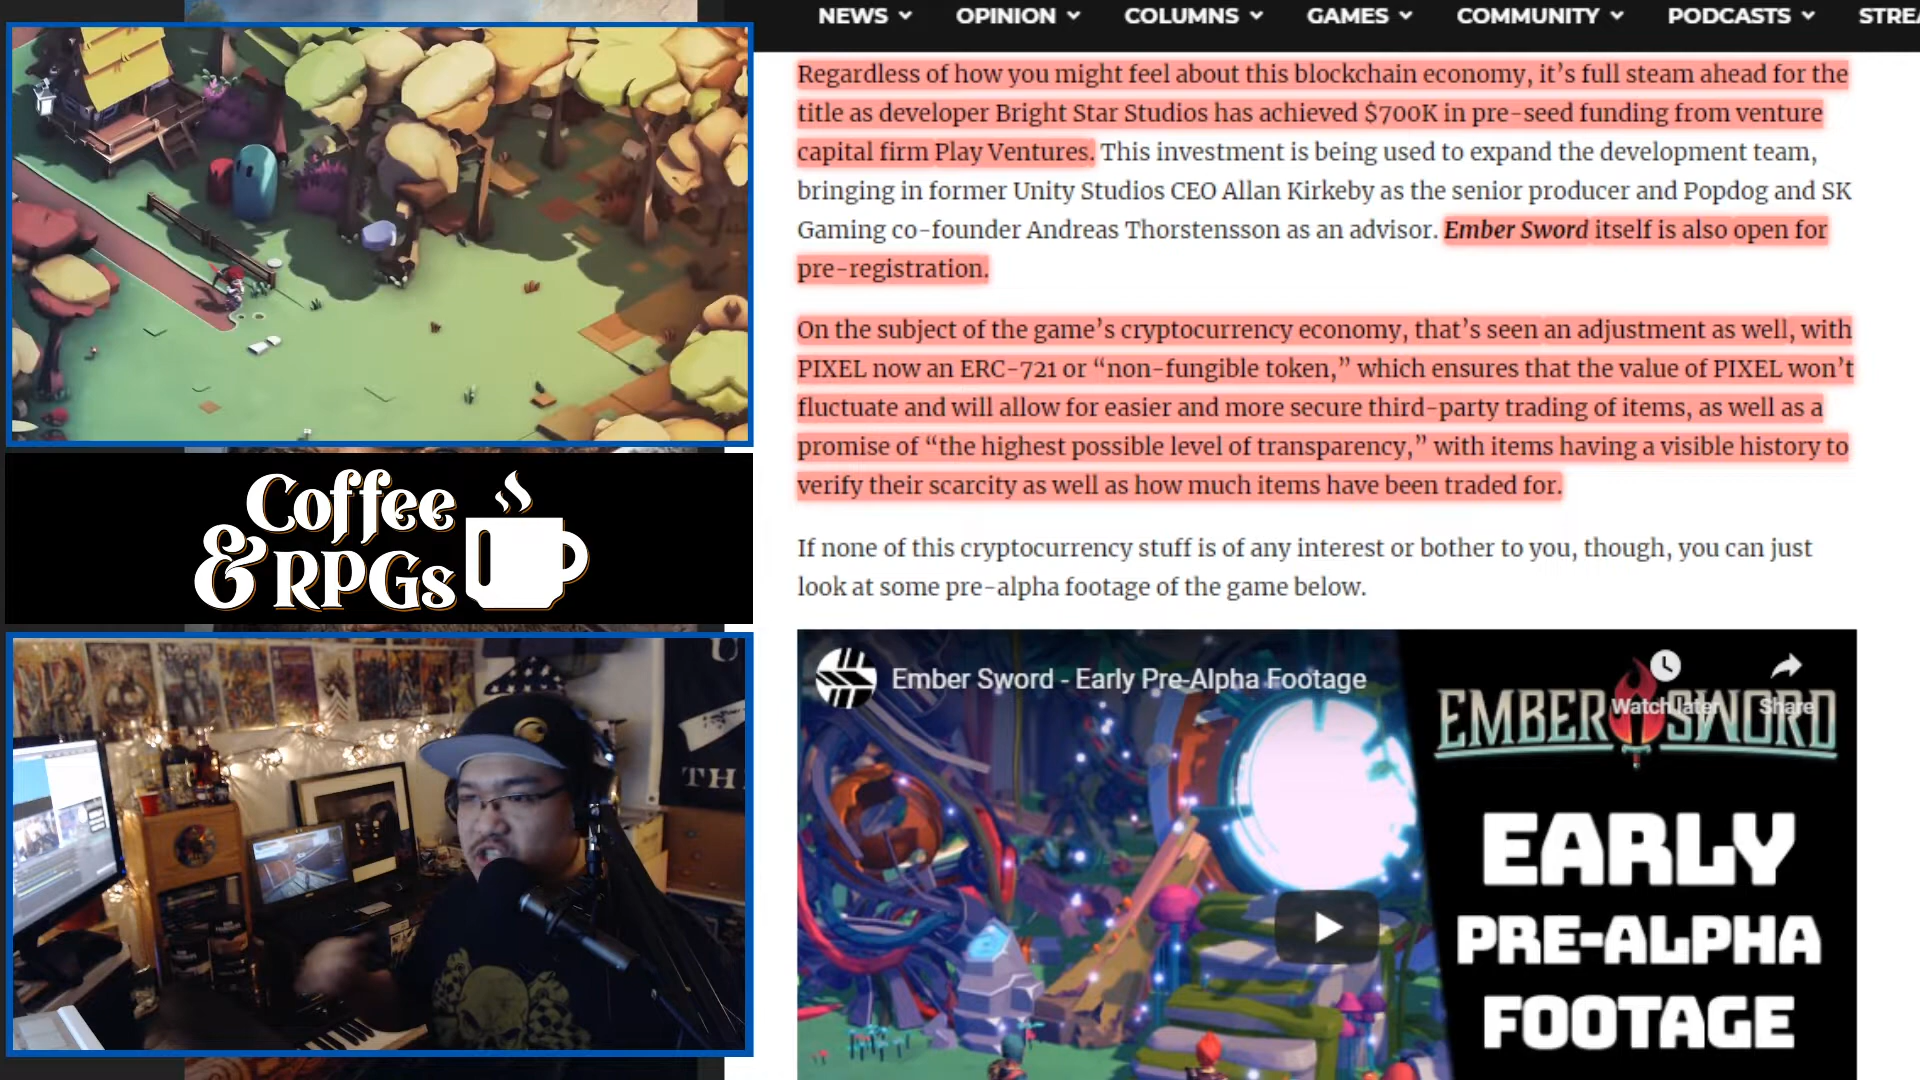 NEWS OPINION COLUMNS GAMES COMMUNITY PODCASTS STREA
Regardless of how you might feel about this blockchain economy, it’s full steam ahead for the
title as developer Bright Star Studios has achieved $700K in pre-seed funding from venture
capital firm Play Ventures. This investment is being used to expand the development team,
bringing in former Unity Studios CEO Allan Kirkeby as the senior producer and Popdog and SK
Gaming co-founder Andreas Thorstensson as an advisor. Ember Sword itself is also open for
pre-registration.
On the subject of the game’s cryptocurrency economy, that’s seen an adjustment as well, with
PIXEL now an ERC-721 or “non-fungible token,” which ensures that the value of PIXEL won’t
fluctuate and will allow for easier and more secure third-party trading of items, as well as a
promise of “the highest possible level of transparency,” with items having a visible history to
verify their scarcity as well as how much items have been traded for.
If none of this cryptocurrency stuff is of any interest or bother to you, though, you can just
look at some pre-alpha footage of the game below.
Ember Sword - Early Pre-Alpha Footage
Watch later
Share
EMBER SWORD
EARLY
PRE-ALPHA
FOOTAGE
Coffee
& RPGs
U
TH